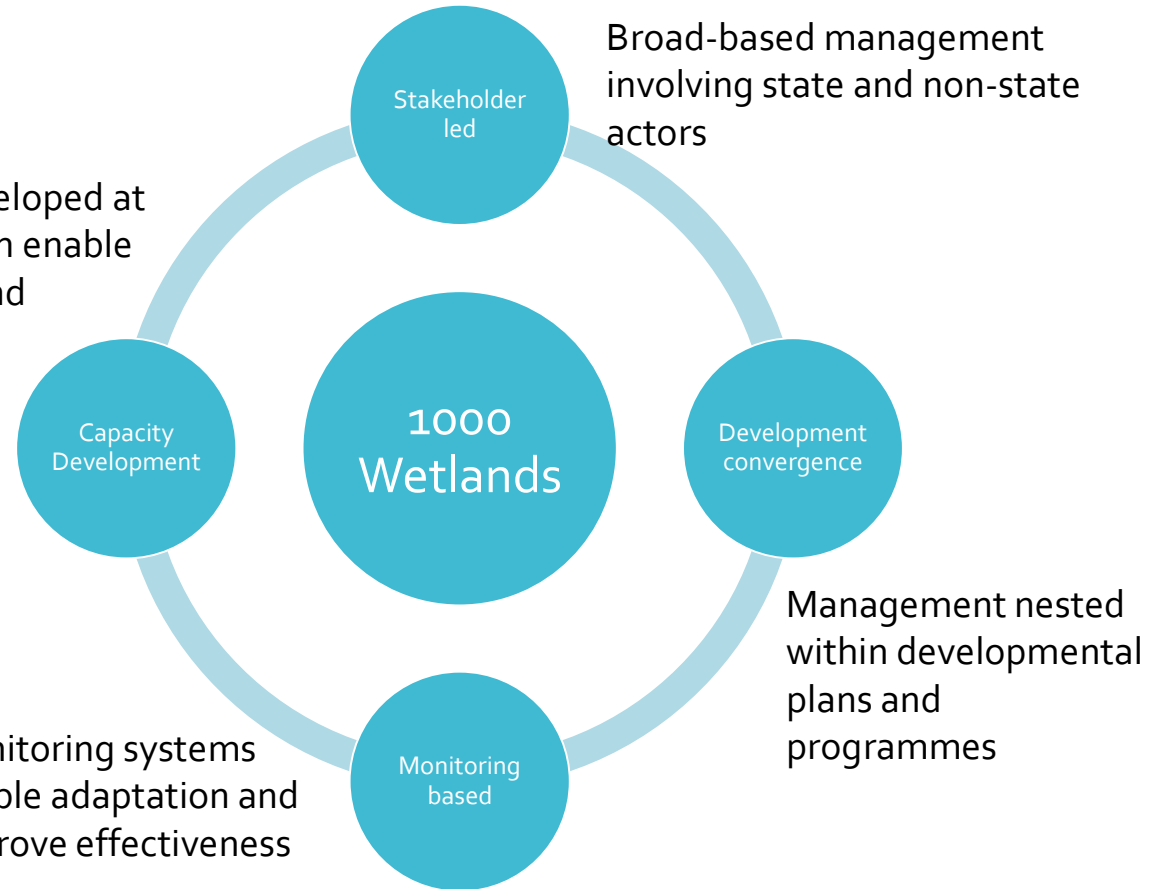 Stakeholder
led
Broad-based management
involving state and non-state
actors
eloped at
n enable
nd
Capacity
Development
1000
Wetlands
Development
convergence
Management nested
within developmental
plans and
programmes
nitoring systems
ble adaptation and
rove effectiveness
Monitoring
based